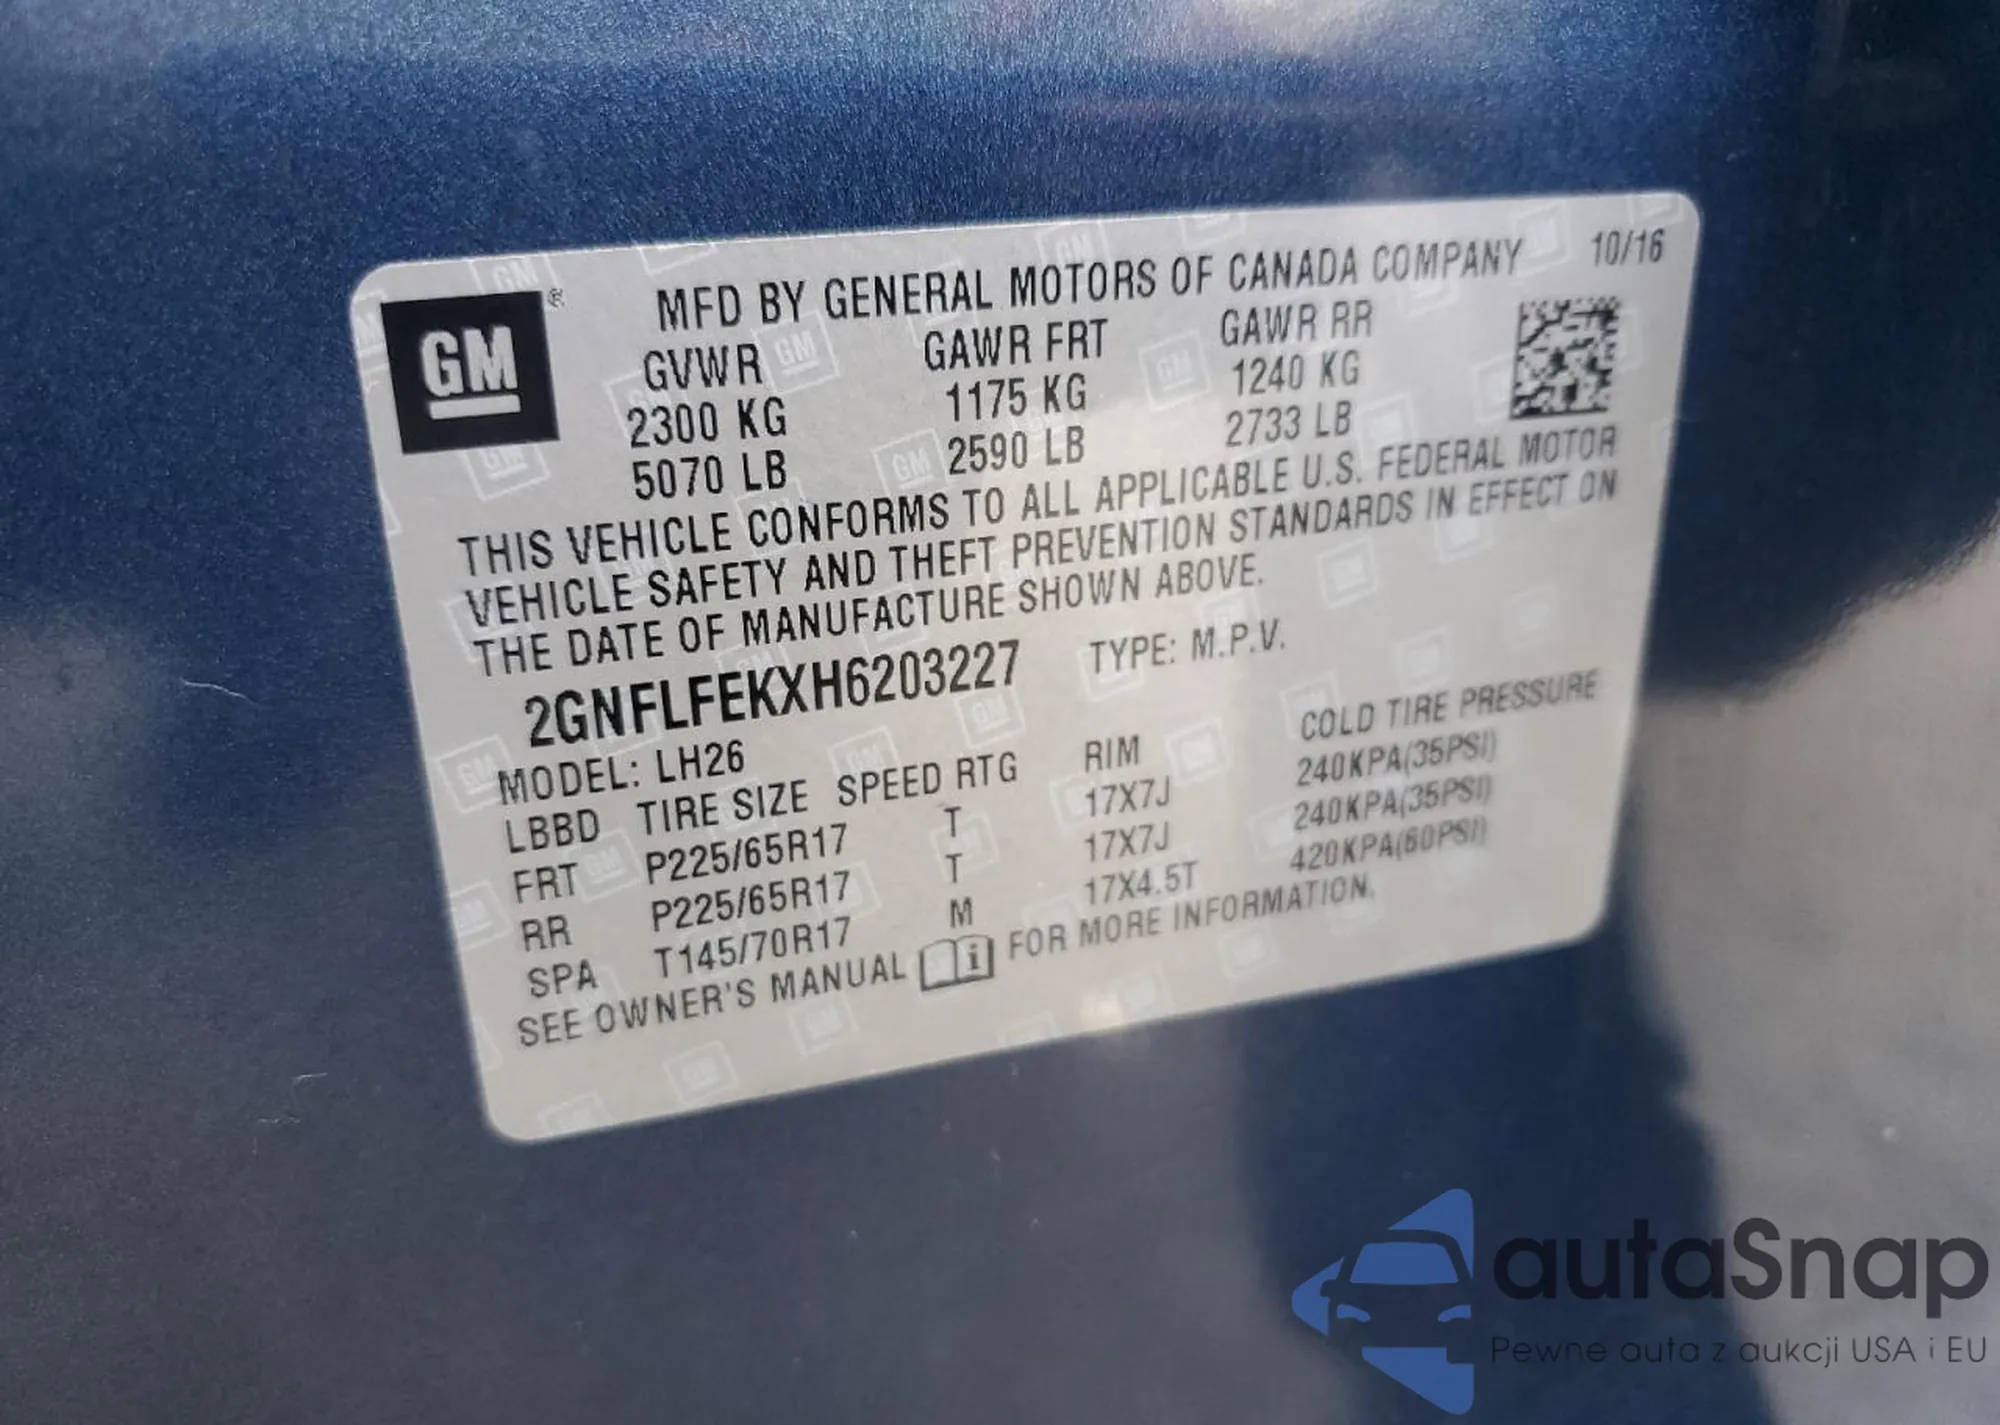 GM ®
MFD BY GENERAL MOTORS OF CANADA COMPANY 10/16
GVWR GAWR FRT GAWR RR
2300 KG 1175 KG 1240 KG
5070 LB 2590 LB 2733 LB
THIS VEHICLE CONFORMS TO ALL APPLICABLE U.S. FEDERAL MOTOR
VEHICLE SAFETY AND THEFT PREVENTION STANDARDS IN EFFECT ON
THE DATE OF MANUFACTURE SHOWN ABOVE.
2GNFLFEKXH6203227 TYPE: M.P.V.
MODEL: LH26
LBBD TIRE SIZE SPEED RTG RIM COLD TIRE PRESSURE
FRT P225/65R17 T 17X7J 240KPA(35PSI)
RR P225/65R17 T 17X7J 240KPA(35PSI)
SPA T145/70R17 M 17X4.5T 420KPA(60PSI)
SEE OWNER'S MANUAL i FOR MORE INFORMATION.
autaSnap
Pewne auta z aukcji USA i EU